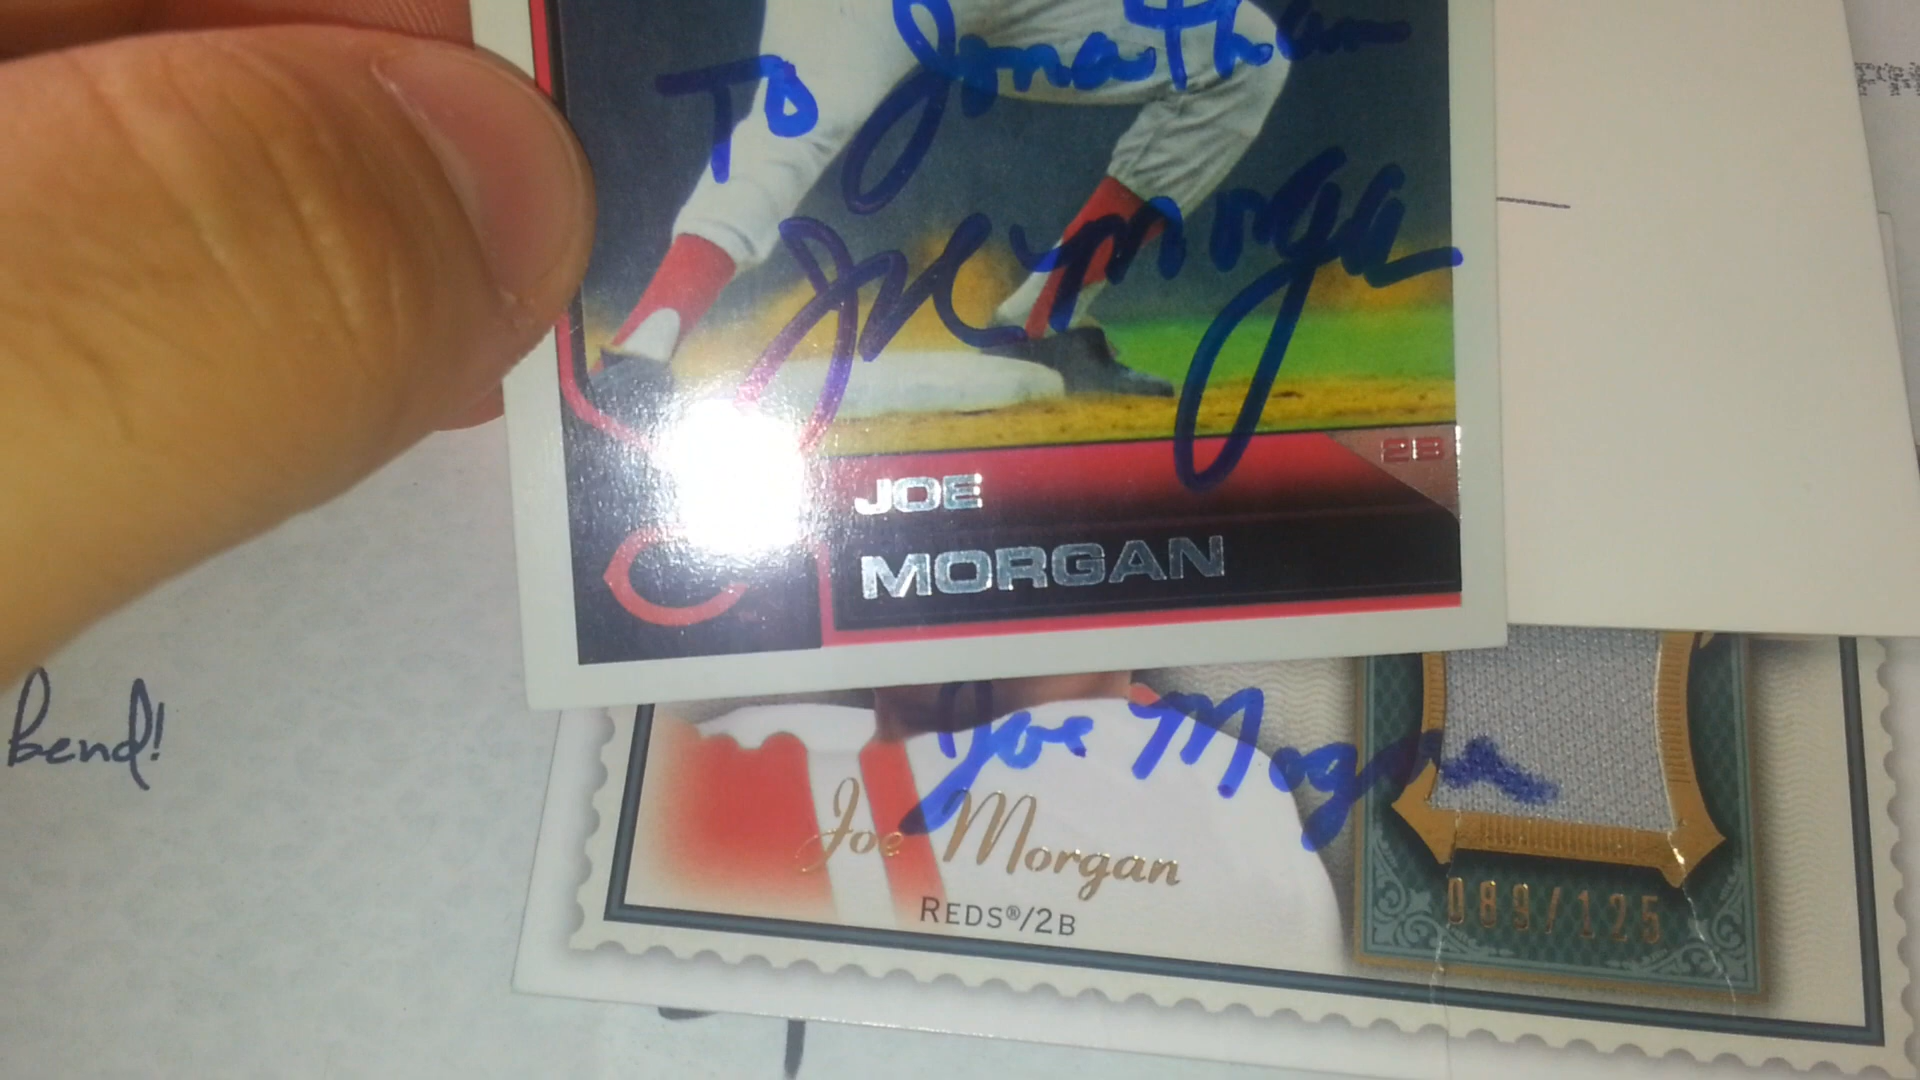 To Jonathan
Joe Morgan
2B
JOE
MORGAN
bend!
Joe Morgan
Joe Morgan
REDS®/2B
089/125